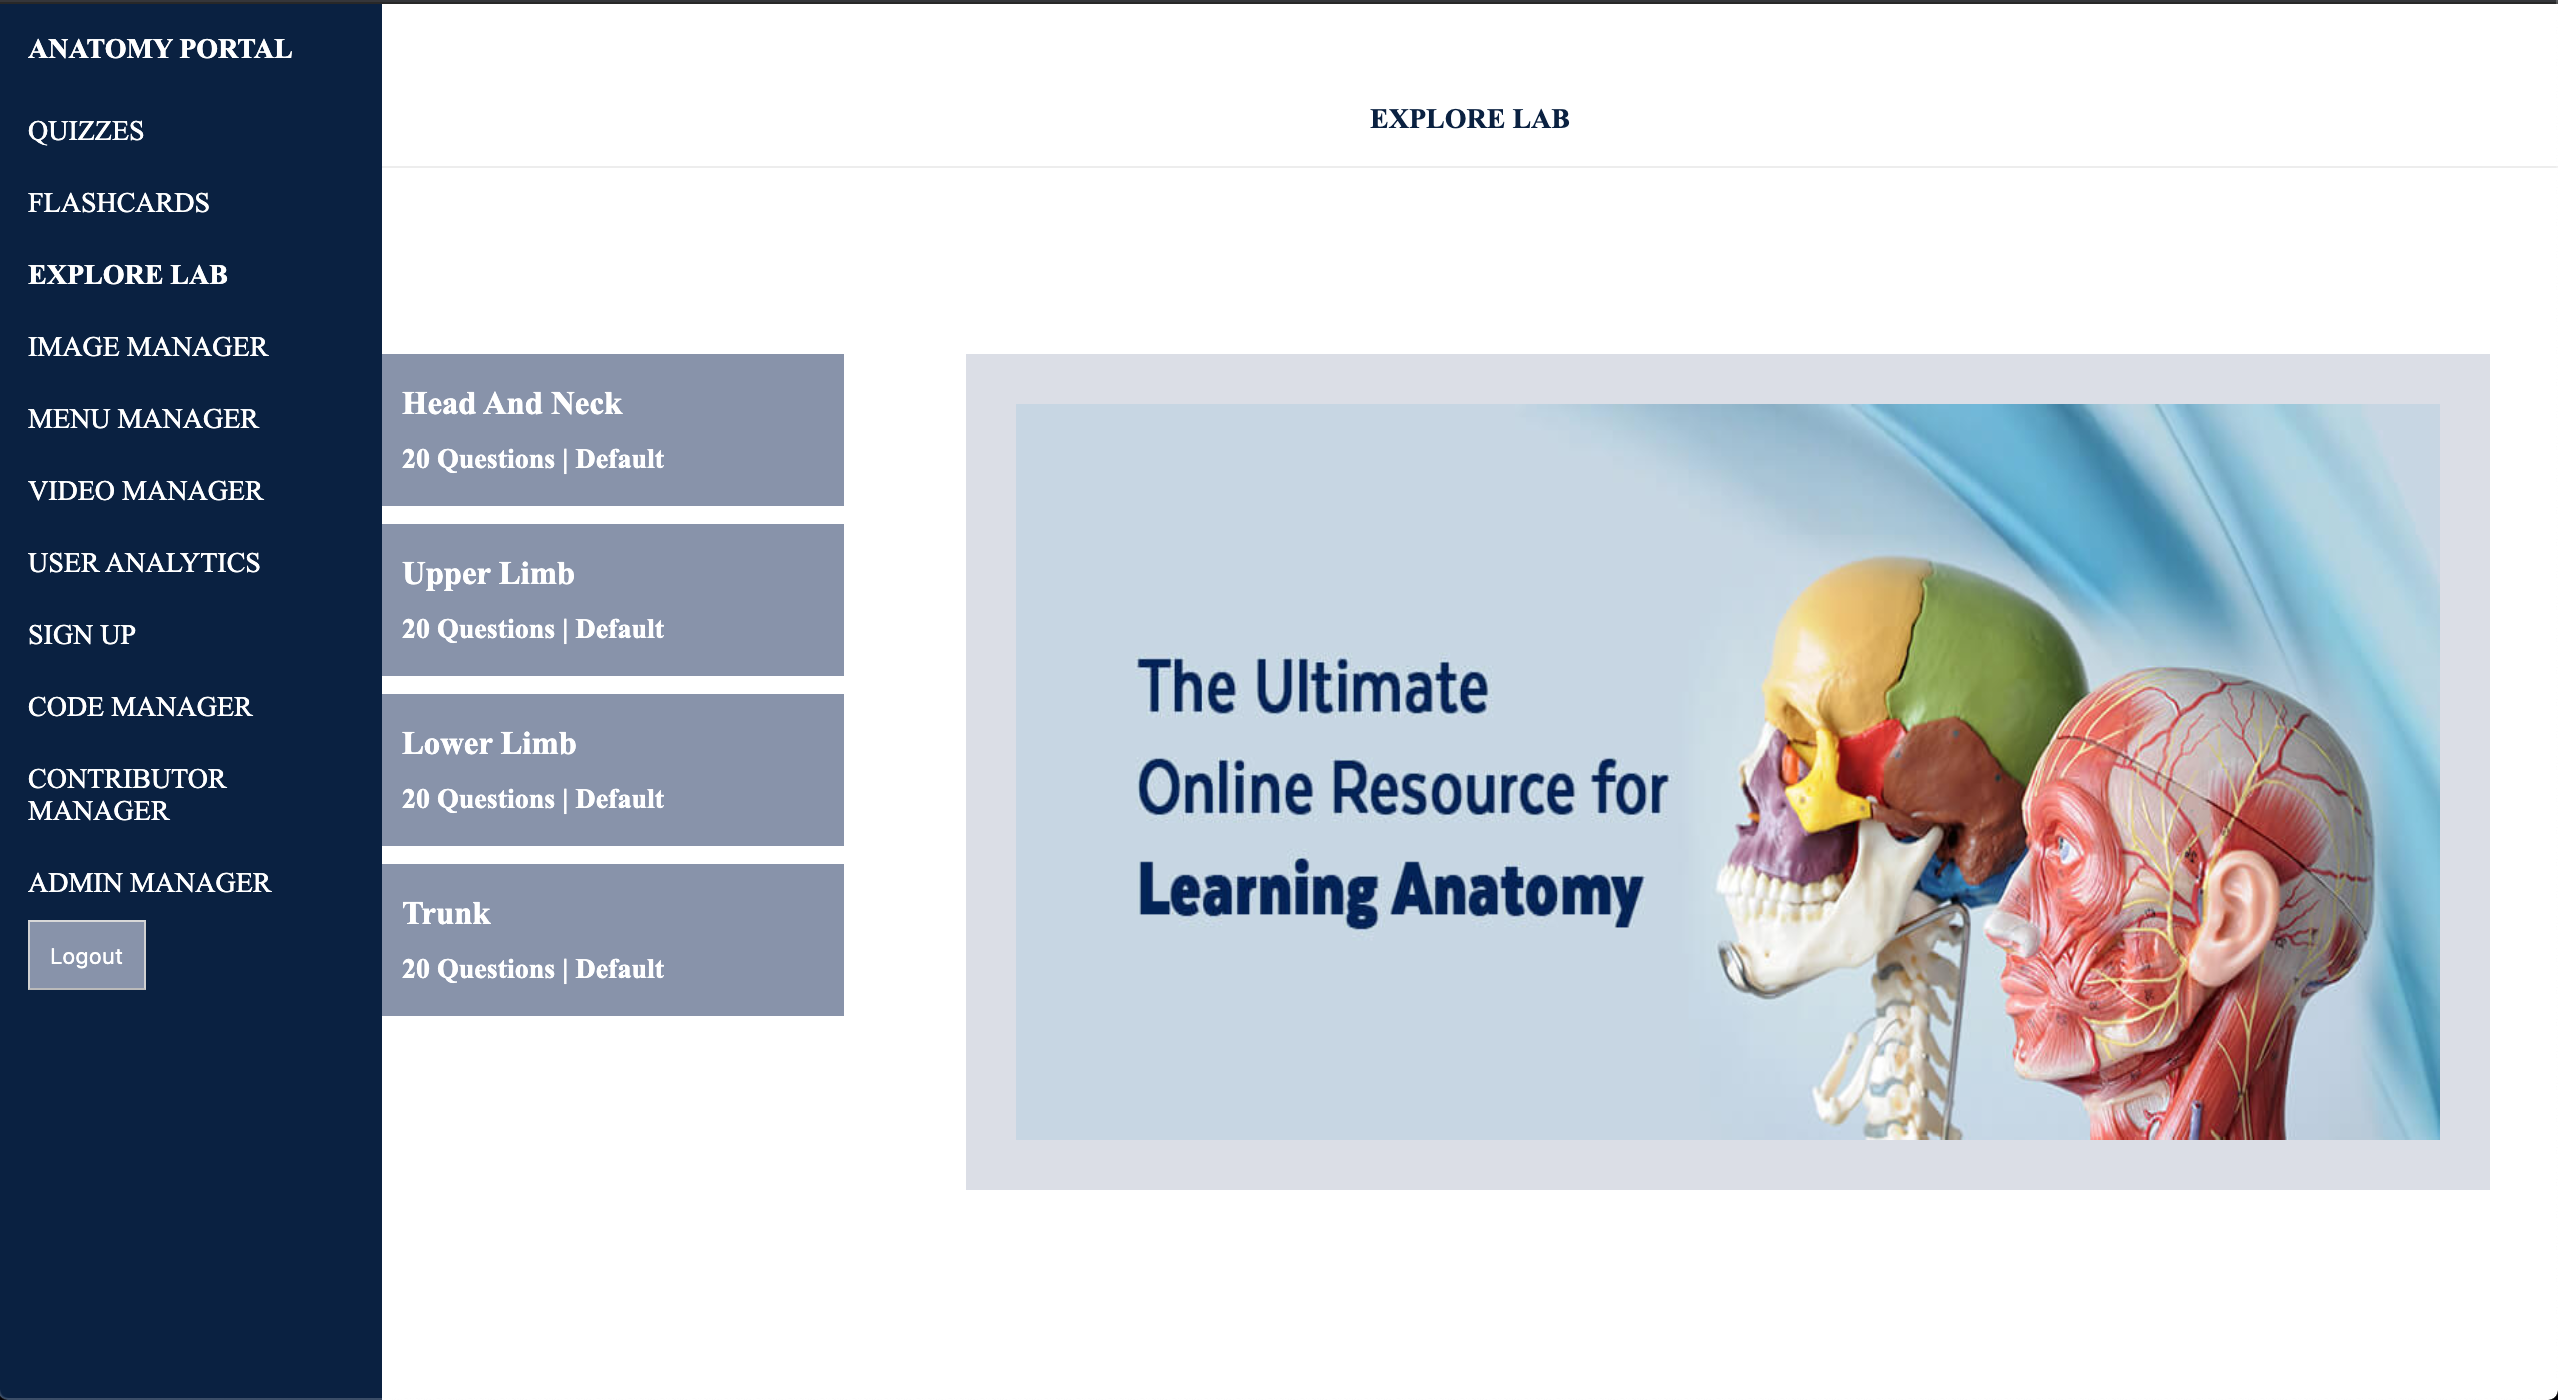 ANATOMY PORTAL
QUIZZES
FLASHCARDS
EXPLORE LAB
IMAGE MANAGER
MENU MANAGER
VIDEO MANAGER
USER ANALYTICS
SIGN UP
CODE MANAGER
CONTRIBUTOR
MANAGER
ADMIN MANAGER
Logout
EXPLORE LAB
Head And Neck
20 Questions | Default
Upper Limb
20 Questions | Default
Lower Limb
20 Questions | Default
Trunk
20 Questions | Default
The Ultimate
Online Resource for
Learning Anatomy